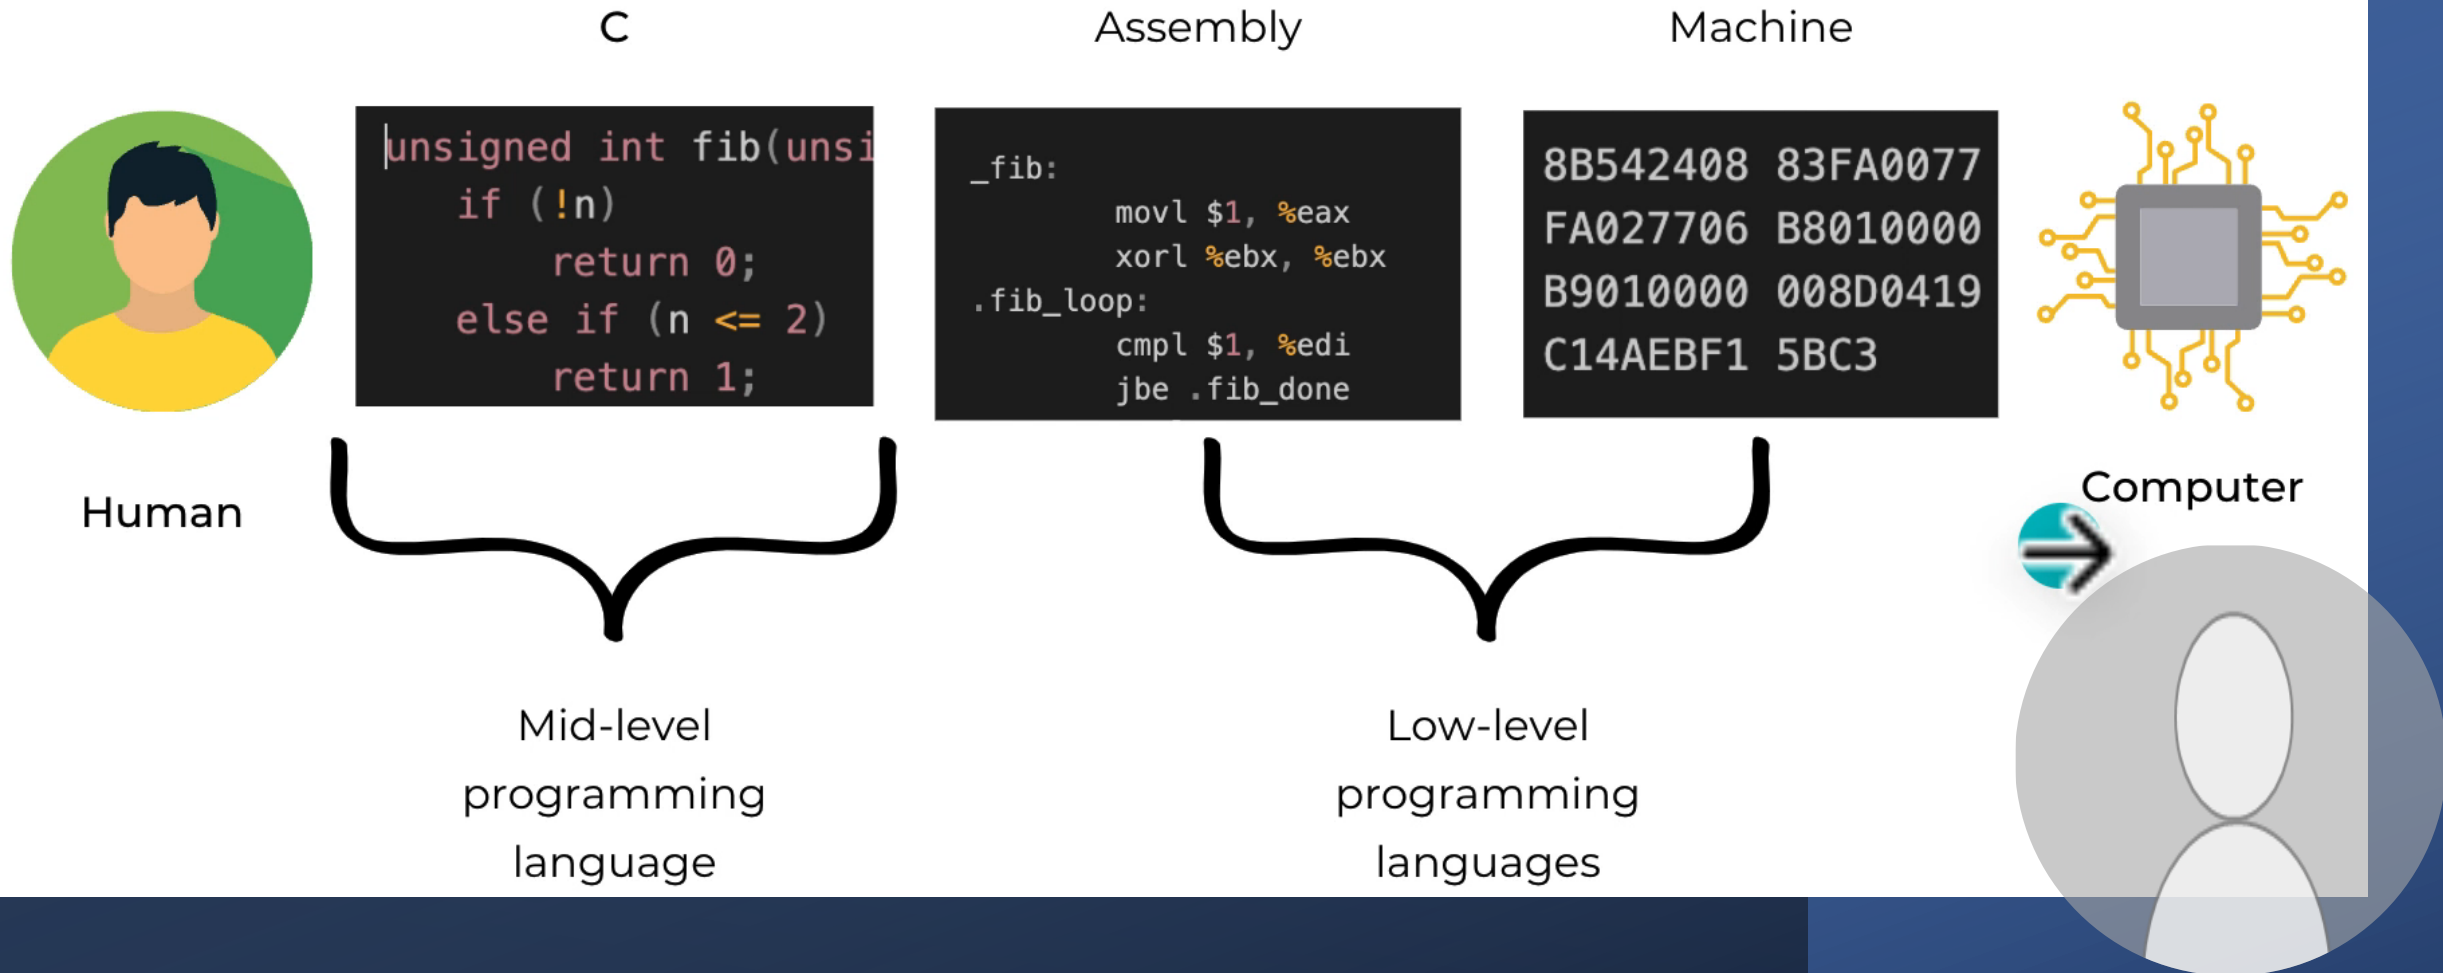 C
Assembly
Machine
unsigned int fib(unsi
if (!n)
return 0;
else if (n <= 2)
return 1;
_fib:
movl $1, %eax
xorl %ebx, %ebx
.fib_loop:
cmpl $1, %edi
jbe .fib_done
8B542408 83FA0077
FA027706 B8010000
B9010000 008D0419
C14AEBF1 5BC3
Human
Computer
Mid-level
programming
language
Low-level
programming
languages